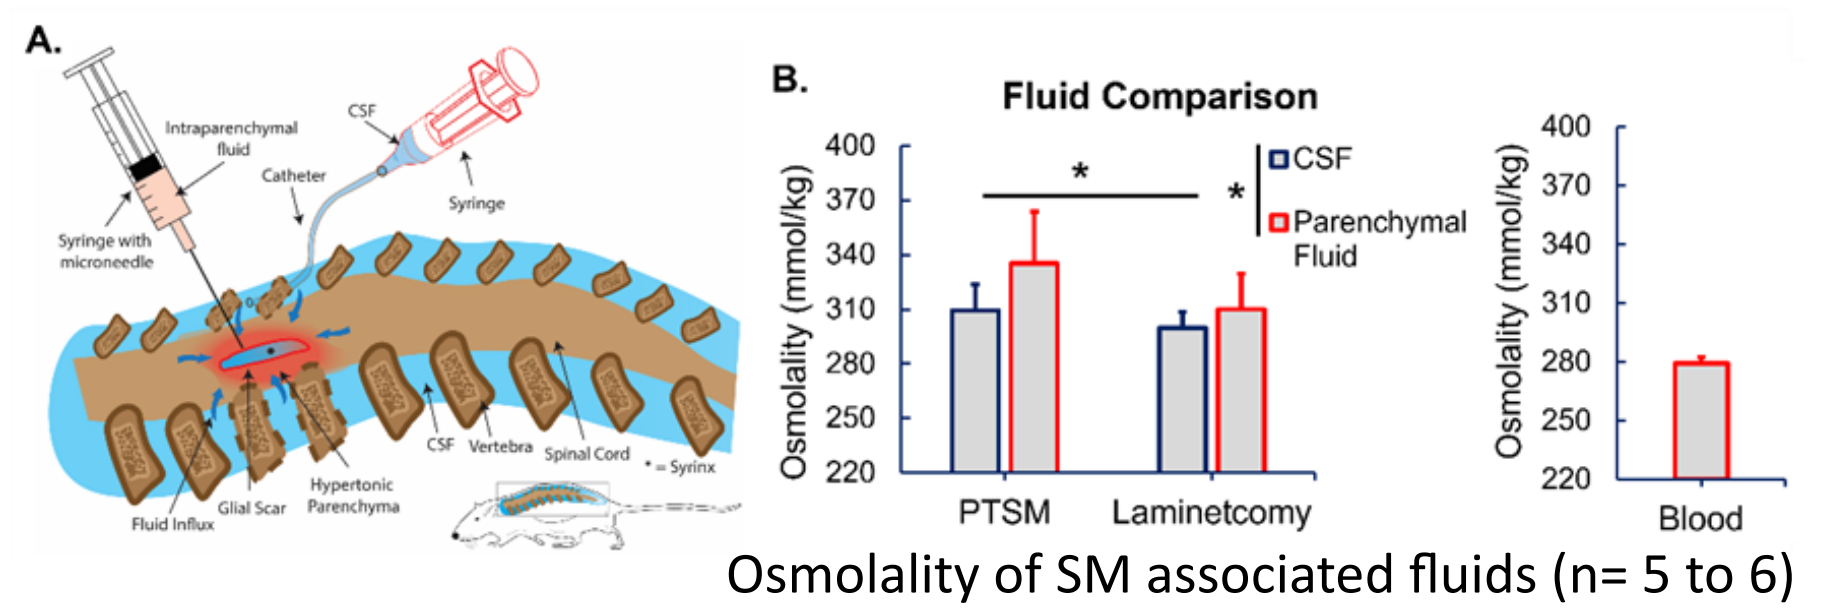 A.
CSF
Intraparenchymal
fluid
Catheter
Syringe
Syringe with
microneedle
CSF
Vertebra
Spinal Cord
* = Syrinx
Hypertonic
Parenchyma
Glial Scar
Fluid Influx
B.
Fluid Comparison
Osmolality (mmol/kg)
400
370
340
310
280
250
220
*
*
CSF
Parenchymal
Fluid
PTSM
Laminetcomy
Osmolality (mmol/kg)
400
370
340
310
280
250
220
Blood
Osmolality of SM associated fluids (n= 5 to 6)